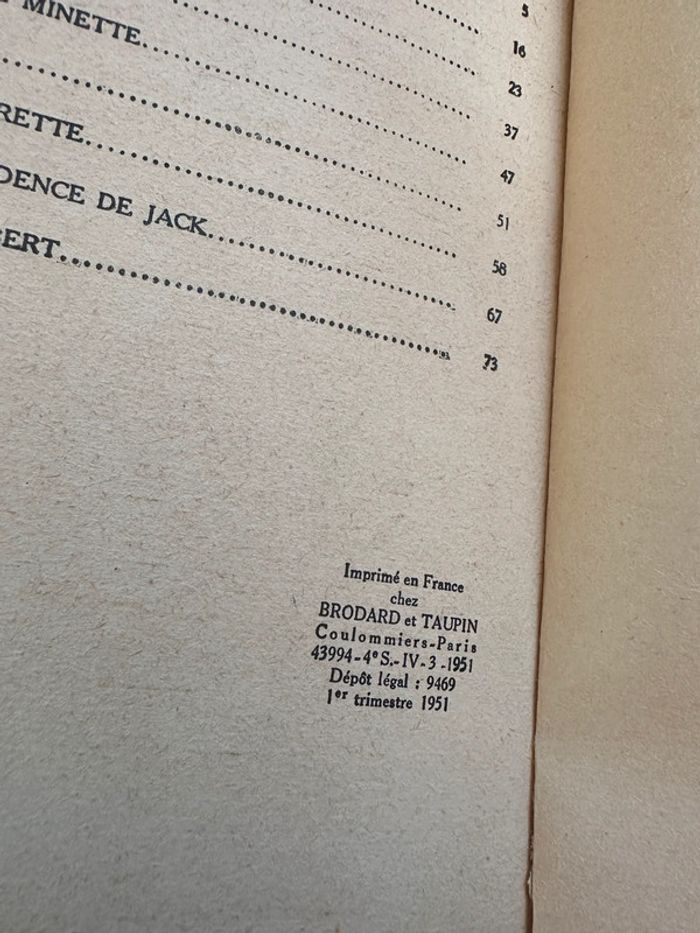 5
16
MINETTE 23
37
RETTE 47
51
DENCE DE JACK 58
67
BERT 73
Imprimé en France
chez
BRODARD et TAUPIN
Coulommiers-Paris
43994-4e S.-IV-3-1951
Dépôt légal : 9469
1er trimestre 1951